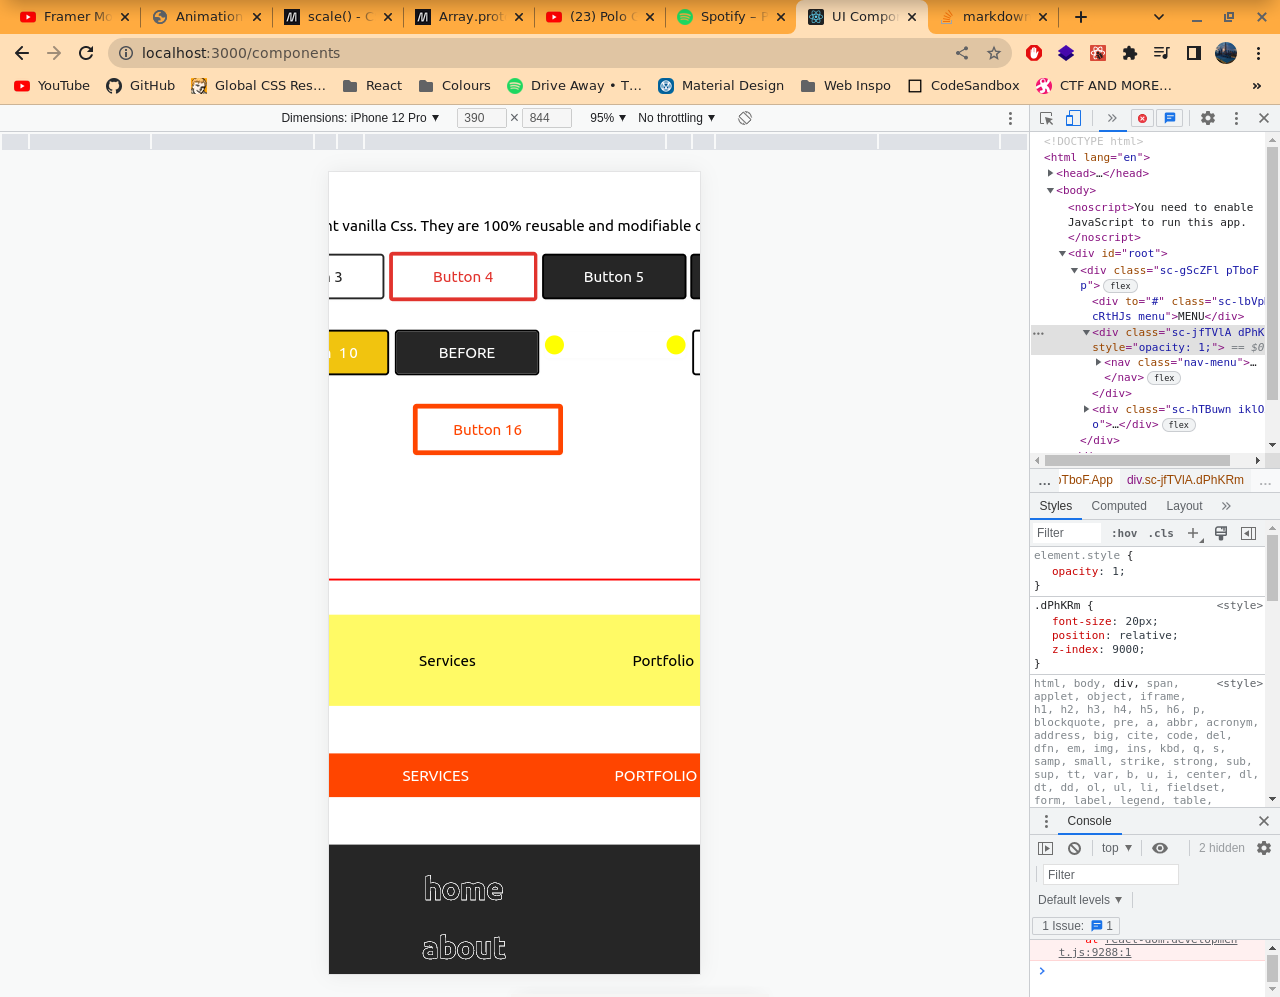 Framer Mo
Animation
scale() - C
Array.prot
(23) Polo G
Spotify – F
UI Compo
markdown
localhost:3000/components
YouTube
GitHub
Global CSS Res…
React
Colours
Drive Away • T…
Material Design
Web Inspo
CodeSandbox
CTF AND MORE…
»
Dimensions: iPhone 12 Pro ▼ 390 × 844 95% ▼ No throttling ▼
nt vanilla Css. They are 100% reusable and modifiable
3
Button 4
Button 5
10
BEFORE
Button 16
Services
Portfolio
SERVICES
PORTFOLIO
home
about
<!DOCTYPE html>
<html lang="en">
<head>…</head>
<body>
<noscript>You need to enable
JavaScript to run this app.
</noscript>
<div id="root">
<div class="sc-gScZFl pTboF
p"> flex
<div to="#" class="sc-lbVpH
cRtHJs menu">MENU</div>
<div class="sc-jfTVlA dPhK
style="opacity: 1;"> == $0
<nav class="nav-menu">…
</nav> flex
</div>
<div class="sc-hTBuwn iklO
o">…</div> flex
</div>
… pTboF.App div.sc-jfTVlA.dPhKRm …
Styles Computed Layout »
Filter :hov .cls
element.style {
opacity: 1;
}
.dPhKRm { <style>
font-size: 20px;
position: relative;
z-index: 9000;
}
html, body, div, span, <style>
applet, object, iframe,
h1, h2, h3, h4, h5, h6, p,
blockquote, pre, a, abbr, acronym,
address, big, cite, code, del,
dfn, em, img, ins, kbd, q, s,
samp, small, strike, strong, sub,
sup, tt, var, b, u, i, center, dl,
dt, dd, ol, ul, li, fieldset,
form, label, legend, table,
Console
top ▼ 2 hidden
Filter
Default levels ▼
1 Issue: 1
at react-dom.developmen
t.js:9288:1